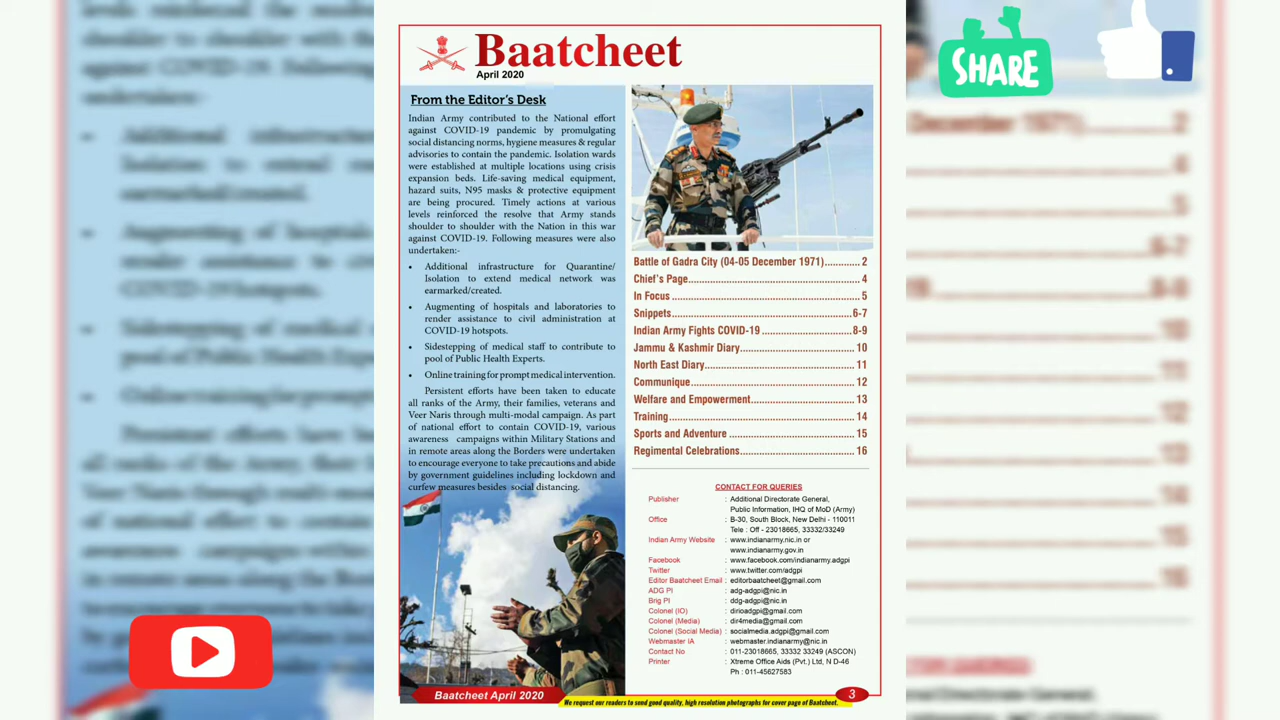 Baatcheet
April 2020
From the Editor's Desk
Indian Army contributed to the National effort
against COVID-19 pandemic by promulgating
social distancing norms, hygiene measures & regular
advisories to contain the pandemic. Isolation wards
were established at multiple locations using crisis
expansion beds. Life-saving medical equipment,
hazard suits, N95 masks & protective equipment
are being procured. Timely actions at various
levels reinforced the resolve that Army stands
shoulder to shoulder with the Nation in this war
against COVID-19. Following measures were also
undertaken:-
• Additional infrastructure for Quarantine/
Isolation to extend medical network was
earmarked/created.
• Augmenting of hospitals and laboratories to
render assistance to civil administration at
COVID-19 hotspots.
• Sidestepping of medical staff to contribute to
pool of Public Health Experts.
• Online training for prompt medical intervention.
Persistent efforts have been taken to educate
all ranks of the Army, their families, veterans and
Veer Naris through multi-modal campaign. As part
of national effort to contain COVID-19, various
awareness campaigns within Military Stations and
in remote areas along the Borders were undertaken
to encourage everyone to take precautions and abide
by government guidelines including lockdown and
curfew measures besides social distancing.
Battle of Gadra City (04-05 December 1971)............ 2
Chief's Page........................................................ 4
In Focus ............................................................. 5
Snippets........................................................... 6-7
Indian Army Fights COVID-19 ............................. 8-9
Jammu & Kashmir Diary.................................... 10
North East Diary................................................ 11
Communique..................................................... 12
Welfare and Empowerment................................. 13
Training............................................................ 14
Sports and Adventure ........................................ 15
Regimental Celebrations.................................... 16
CONTACT FOR QUERIES
Publisher : Additional Directorate General,
Public Information, IHQ of MoD (Army)
Office : B-30, South Block, New Delhi - 110011
Tele : Off - 23018665, 33332/33249
Indian Army Website : www.indianarmy.nic.in or
www.indianarmy.gov.in
Facebook : www.facebook.com/indianarmy.adgpi
Twitter : www.twitter.com/adgpi
Editor Baatcheet Email : editorbaatcheet@gmail.com
ADG PI : adg-adgpi@nic.in
Brig PI : ddg-adgpi@nic.in
Colonel (IO) : dirioadgpi@gmail.com
Colonel (Media) : dir4media@gmail.com
Colonel (Social Media) : socialmedia.adgpi@gmail.com
Webmaster IA : webmaster.indianarmy@nic.in
Contact No : 011-23018665, 33332 33249 (ASCON)
Printer : Xtreme Office Aids (Pvt.) Ltd, N D-46
Ph : 011-45627583
Baatcheet April 2020
We request our readers to send good quality, high resolution photographs for cover page of Baatcheet.
3
SHARE